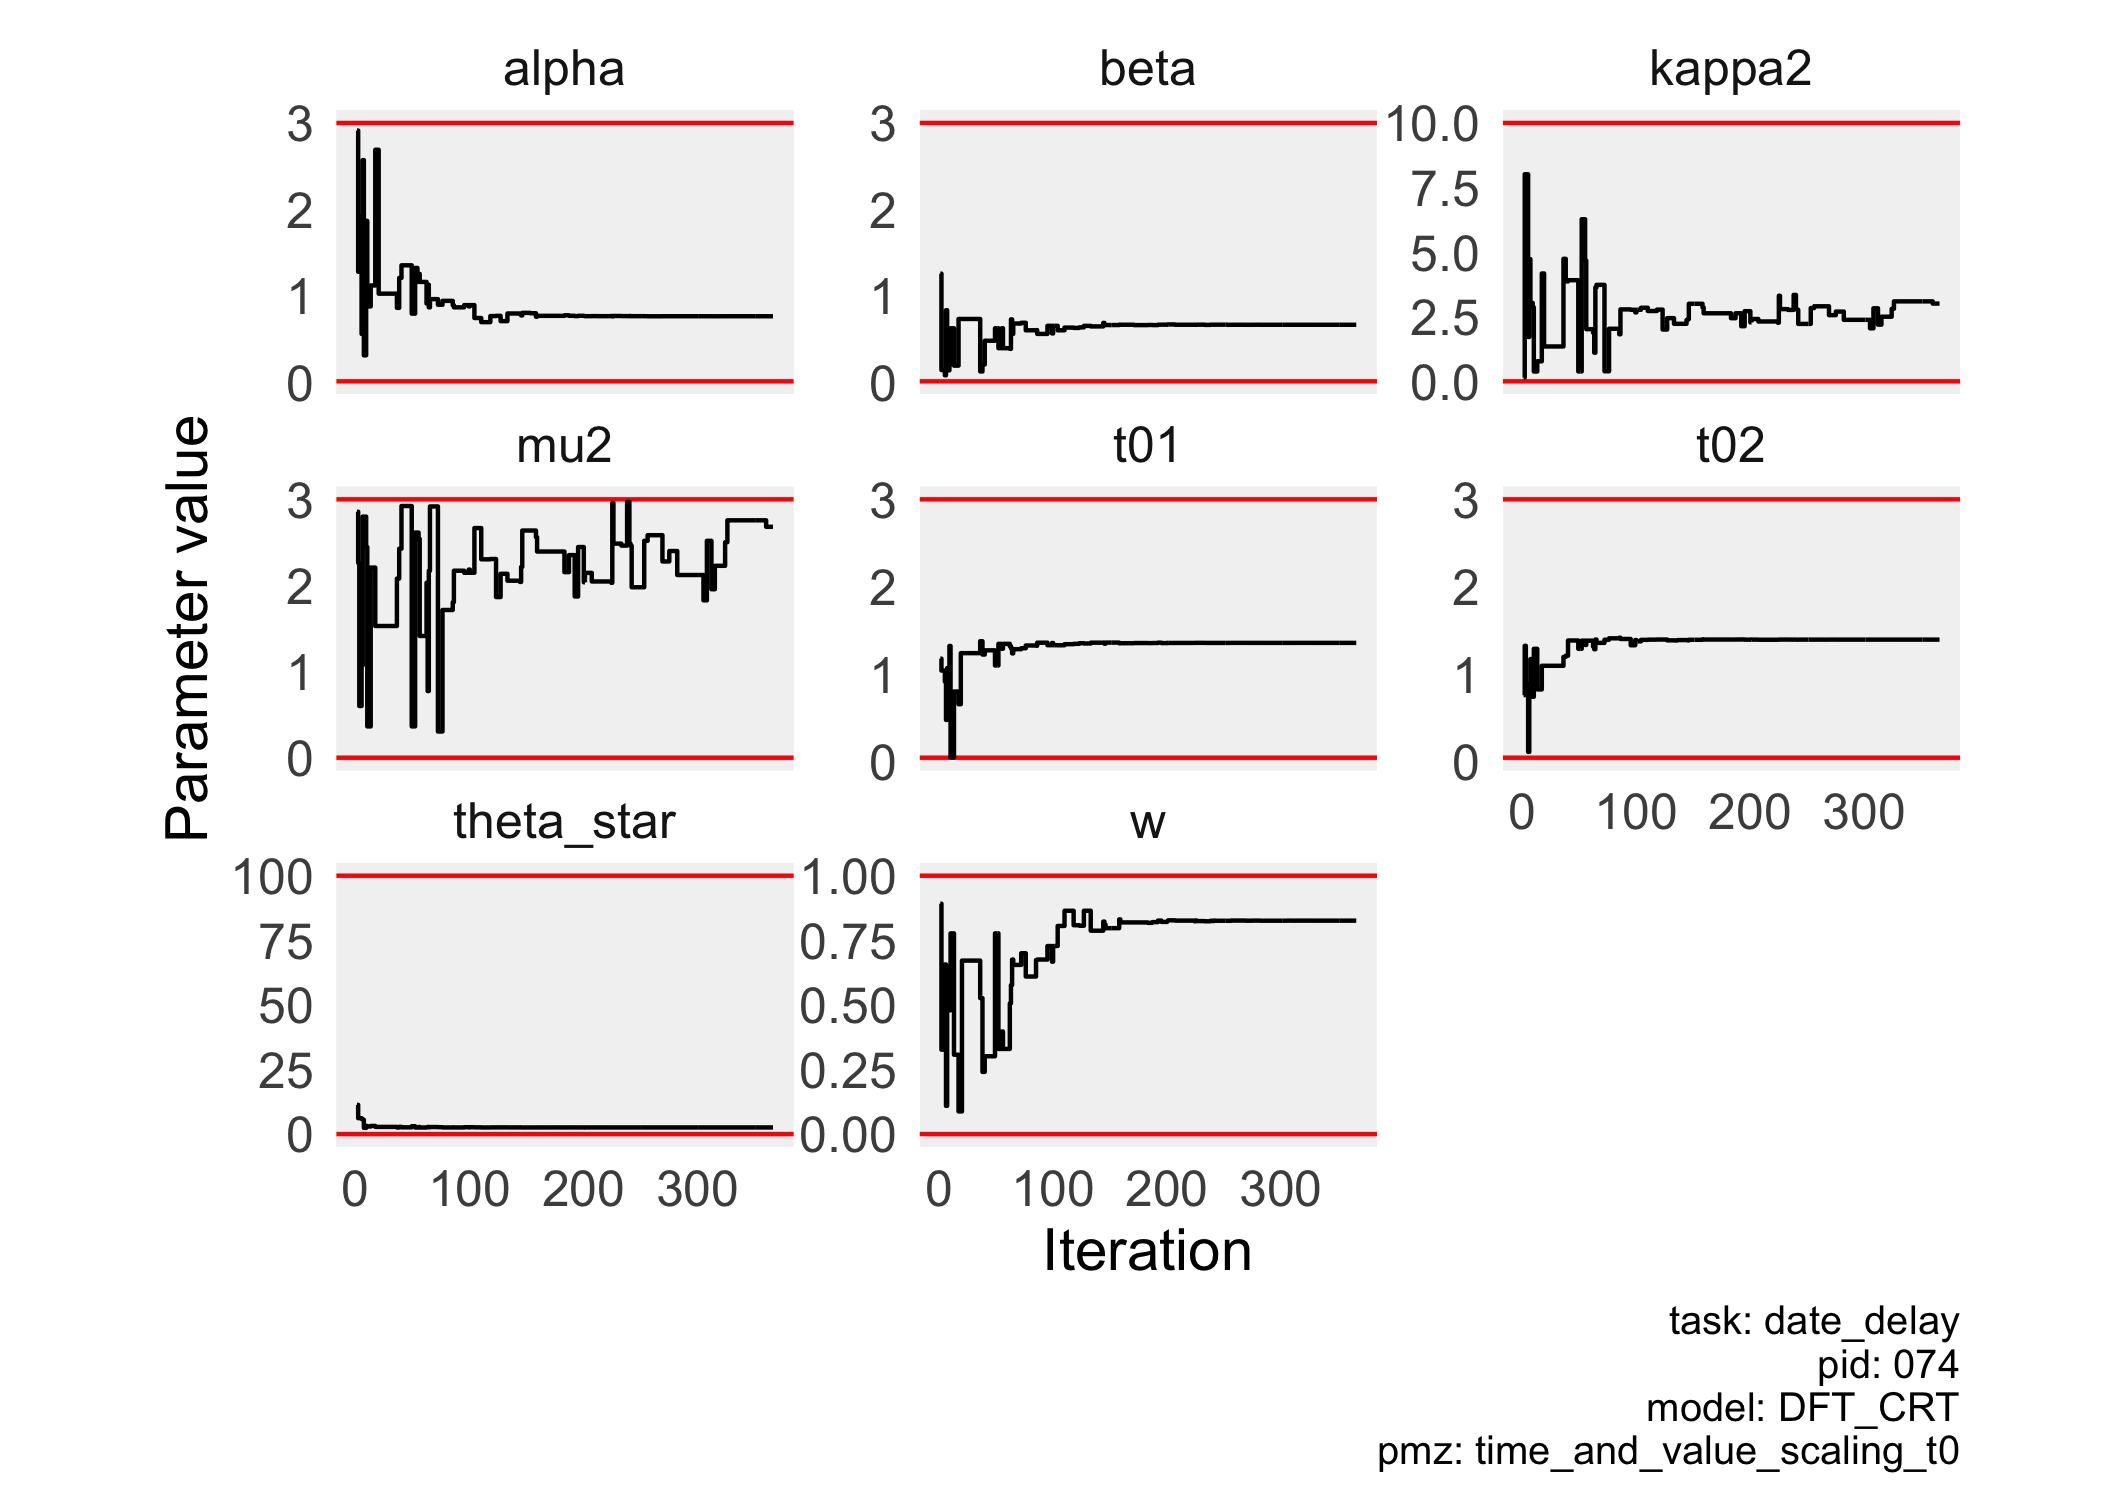 alpha
beta
kappa2
3
2
1
0
3
2
1
0
10.0
7.5
5.0
2.5
0.0
mu2
t01
t02
3
2
1
0
3
2
1
0
3
2
1
0
0 100 200 300
theta_star
w
100
75
50
25
0
1.00
0.75
0.50
0.25
0.00
0 100 200 300
0 100 200 300
Parameter value
Iteration
task: date_delay
pid: 074
model: DFT_CRT
pmz: time_and_value_scaling_t0